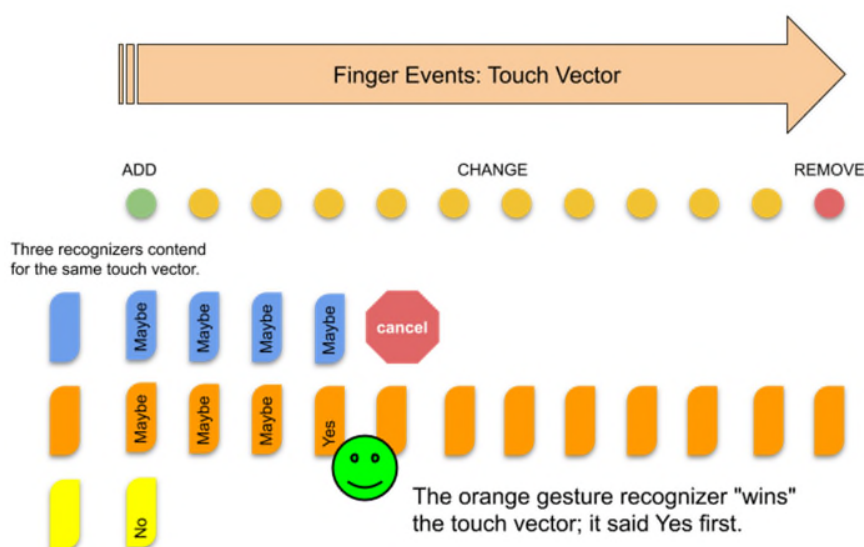 Finger Events: Touch Vector
ADD CHANGE REMOVE
Three recognizers contend
for the same touch vector.
Maybe Maybe Maybe Maybe cancel
Maybe Maybe Maybe Yes
No
The orange gesture recognizer "wins"
the touch vector; it said Yes first.